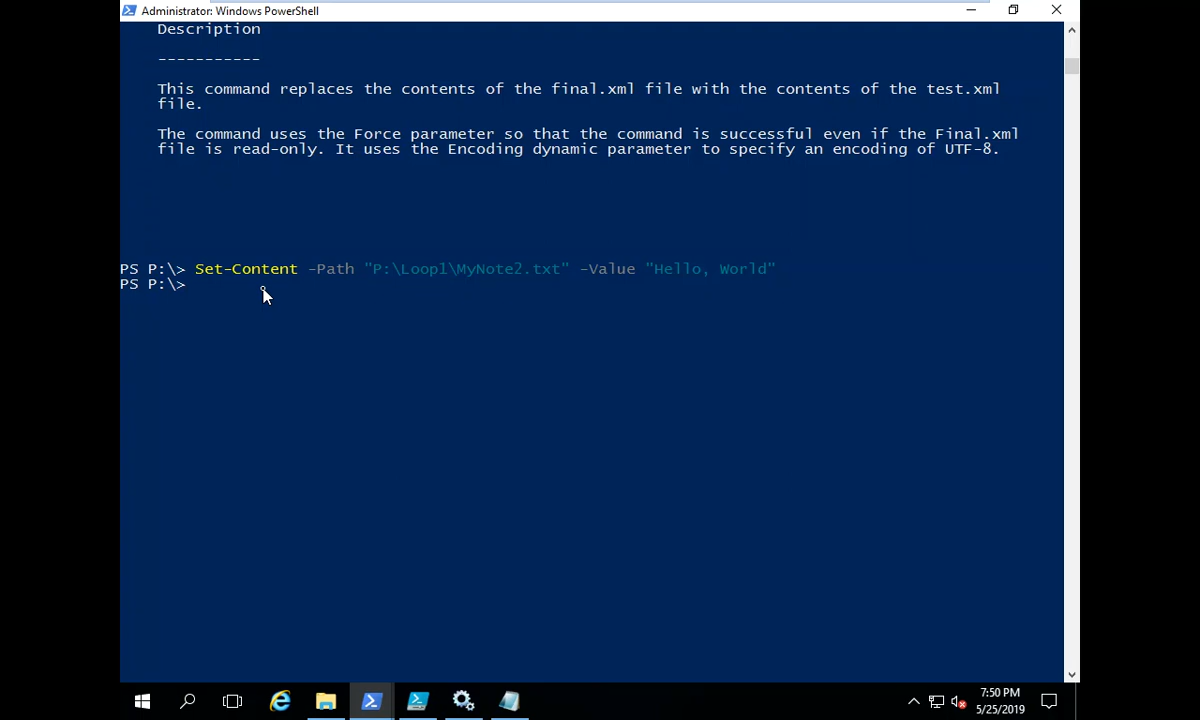 Administrator: Windows PowerShell
Description
-----------
This command replaces the contents of the final.xml file with the contents of the test.xml
file.
The command uses the Force parameter so that the command is successful even if the Final.xml
file is read-only. It uses the Encoding dynamic parameter to specify an encoding of UTF-8.
PS P:\> Set-Content -Path "P:\Loop1\MyNote2.txt" -Value "Hello, World"
PS P:\>
7:50 PM
5/25/2019